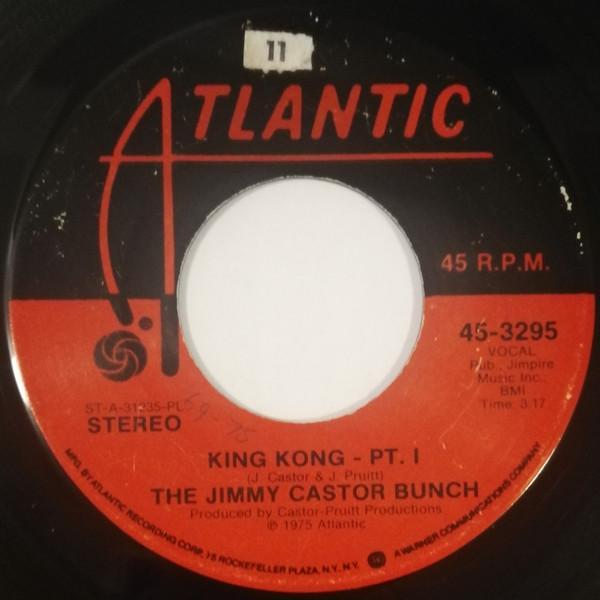 11
ATLANTIC
45 R.P.M.
45-3295
VOCAL
Pub., Jimpire
Music Inc.,
BMI
Time: 3.17
ST-A-31235-PL
STEREO
KING KONG - PT. I
(J. Castor & J. Pruitt)
THE JIMMY CASTOR BUNCH
Produced by Castor-Pruitt Productions
℗ 1975 Atlantic
MFG. BY ATLANTIC RECORDING CORP., 75 ROCKEFELLER PLAZA, N.Y., N.Y. A WARNER COMMUNICATIONS COMPANY